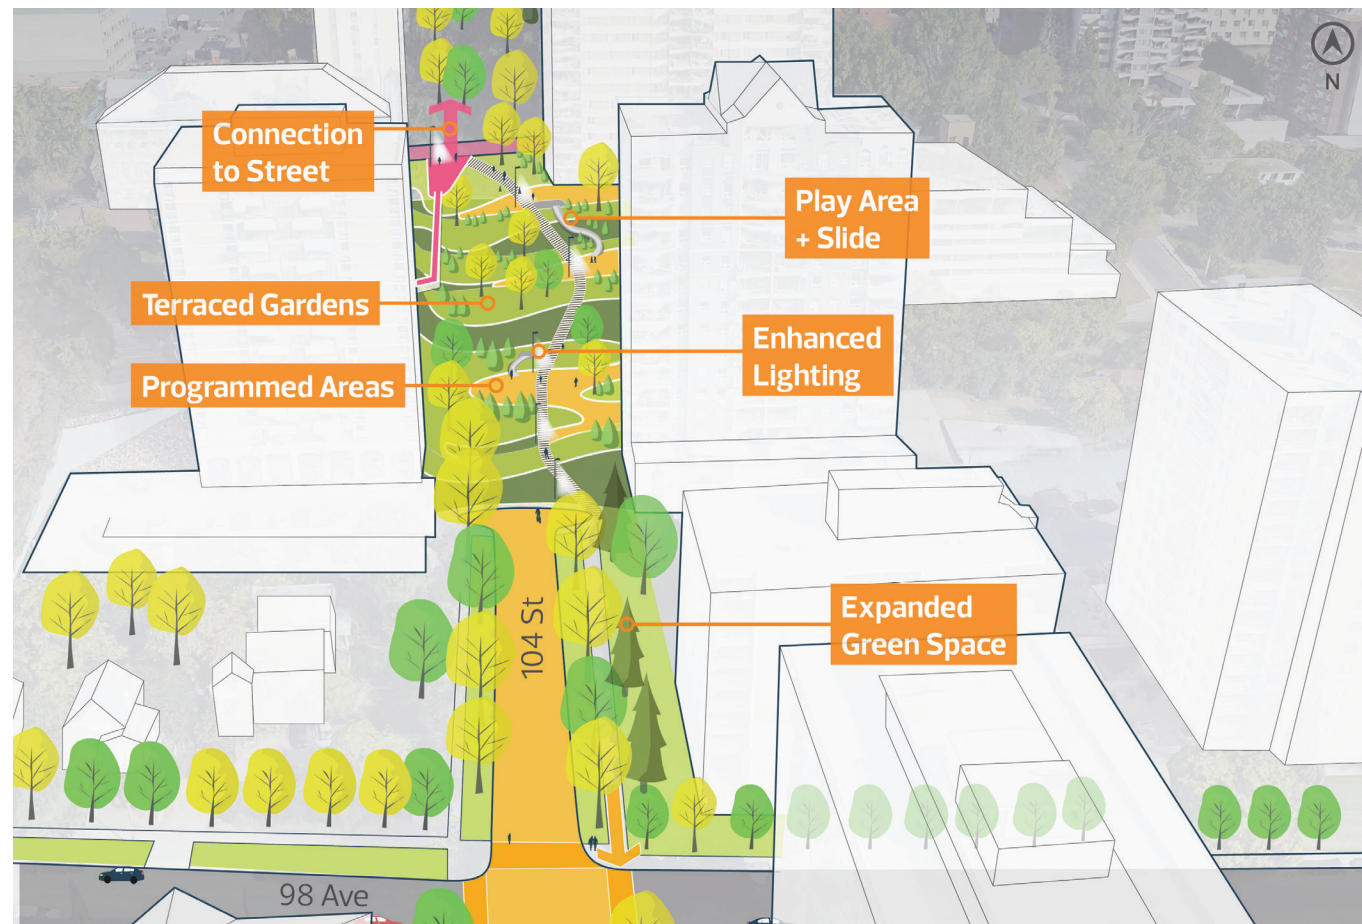 N
Connection
to Street
Play Area
+ Slide
Terraced Gardens
Enhanced
Lighting
Programmed Areas
Expanded
Green Space
104 St
98 Ave